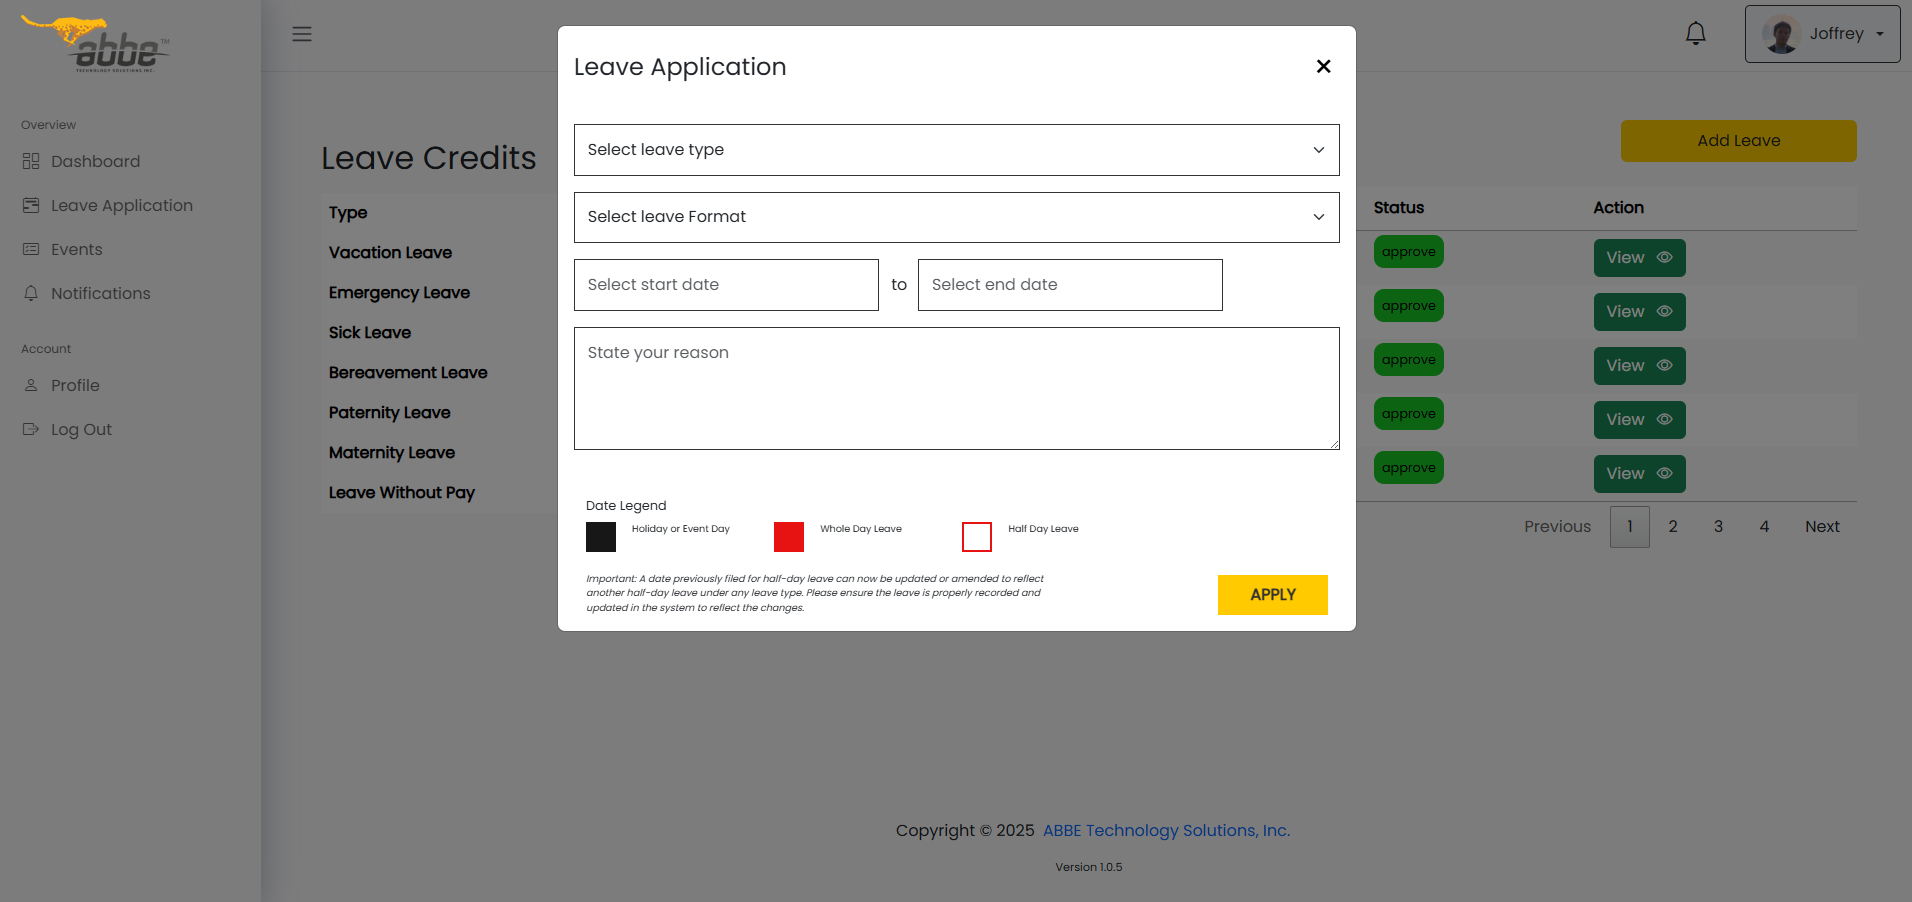 abbe™
TECHNOLOGY SOLUTIONS INC.
Overview
Dashboard
Leave Application
Events
Notifications
Account
Profile
Log Out
Joffrey
Leave Credits
Add Leave
Type
Vacation Leave
Emergency Leave
Sick Leave
Bereavement Leave
Paternity Leave
Maternity Leave
Leave Without Pay
Leave Application
Select leave type
Select leave Format
Select start date to Select end date
State your reason
Date Legend
Holiday or Event Day Whole Day Leave Half Day Leave
Important: A date previously filed for half-day leave can now be updated or amended to reflect
another half-day leave under any leave type. Please ensure the leave is properly recorded and
updated in the system to reflect the changes.
APPLY
Status Action
approve View
approve View
approve View
approve View
approve View
Previous 1 2 3 4 Next
Copyright © 2025 ABBE Technology Solutions, Inc.
Version 1.0.5